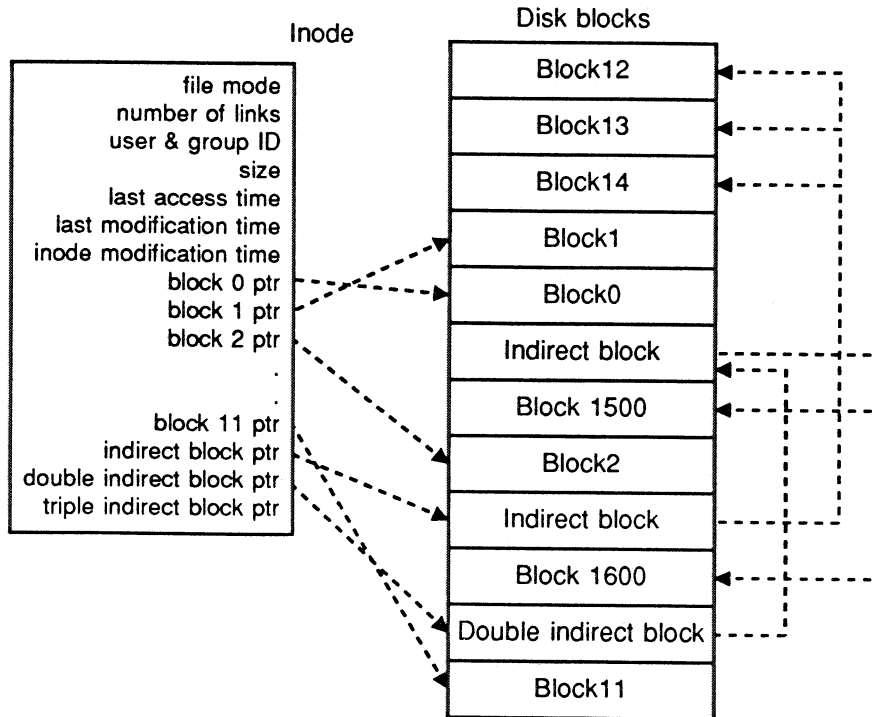 Inode
file mode
number of links
user & group ID
size
last access time
last modification time
inode modification time
block 0 ptr
block 1 ptr
block 2 ptr
.
.
block 11 ptr
indirect block ptr
double indirect block ptr
triple indirect block ptr
Disk blocks
Block12
Block13
Block14
Block1
Block0
Indirect block
Block 1500
Block2
Indirect block
Block 1600
Double indirect block
Block11